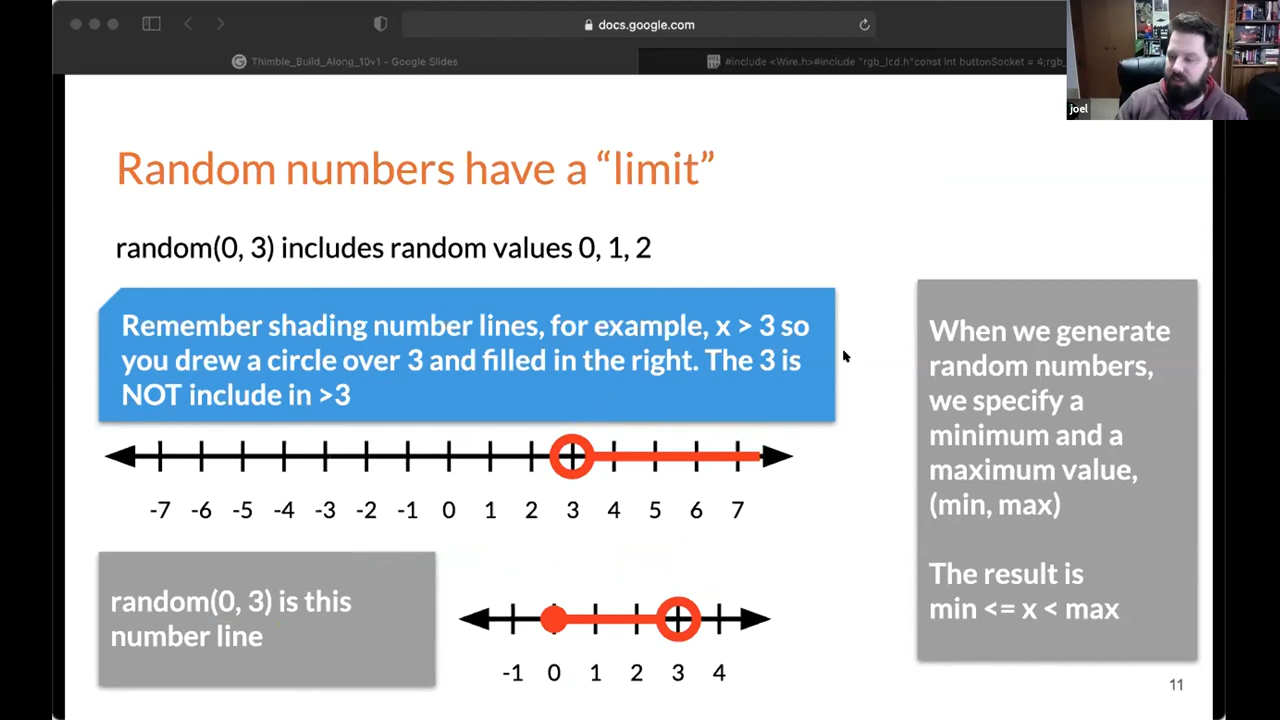 docs.google.com
Thimble_Build_Along_10v1 - Google Slides
#include <Wire.h>#include "rgb_lcd.h"const int buttonSocket = 4;rgb_
joel
Random numbers have a “limit”
random(0, 3) includes random values 0, 1, 2
Remember shading number lines, for example, x > 3 so
you drew a circle over 3 and filled in the right. The 3 is
NOT include in >3
-7 -6 -5 -4 -3 -2 -1 0 1 2 3 4 5 6 7
random(0, 3) is this
number line
-1 0 1 2 3 4
When we generate
random numbers,
we specify a
minimum and a
maximum value,
(min, max)
The result is
min <= x < max
11